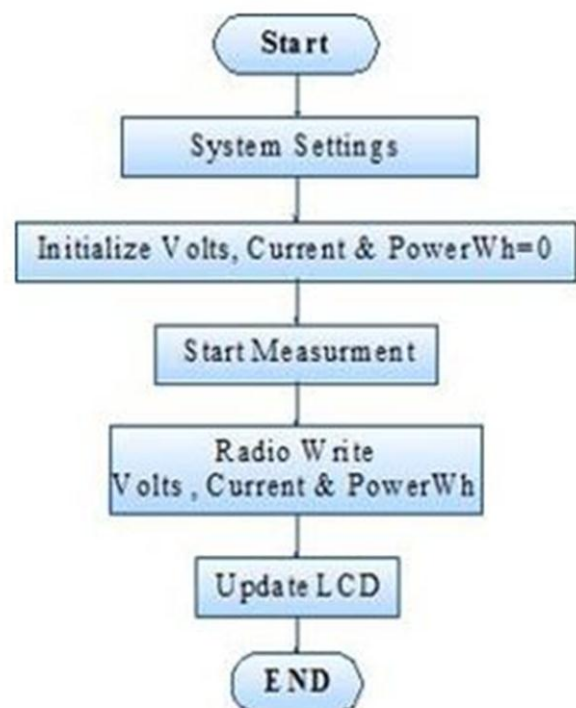 Start
System Settings
Initialize Volts, Current & PowerWh=0
Start Measurment
Radio Write
Volts , Current & PowerWh
Update LCD
END